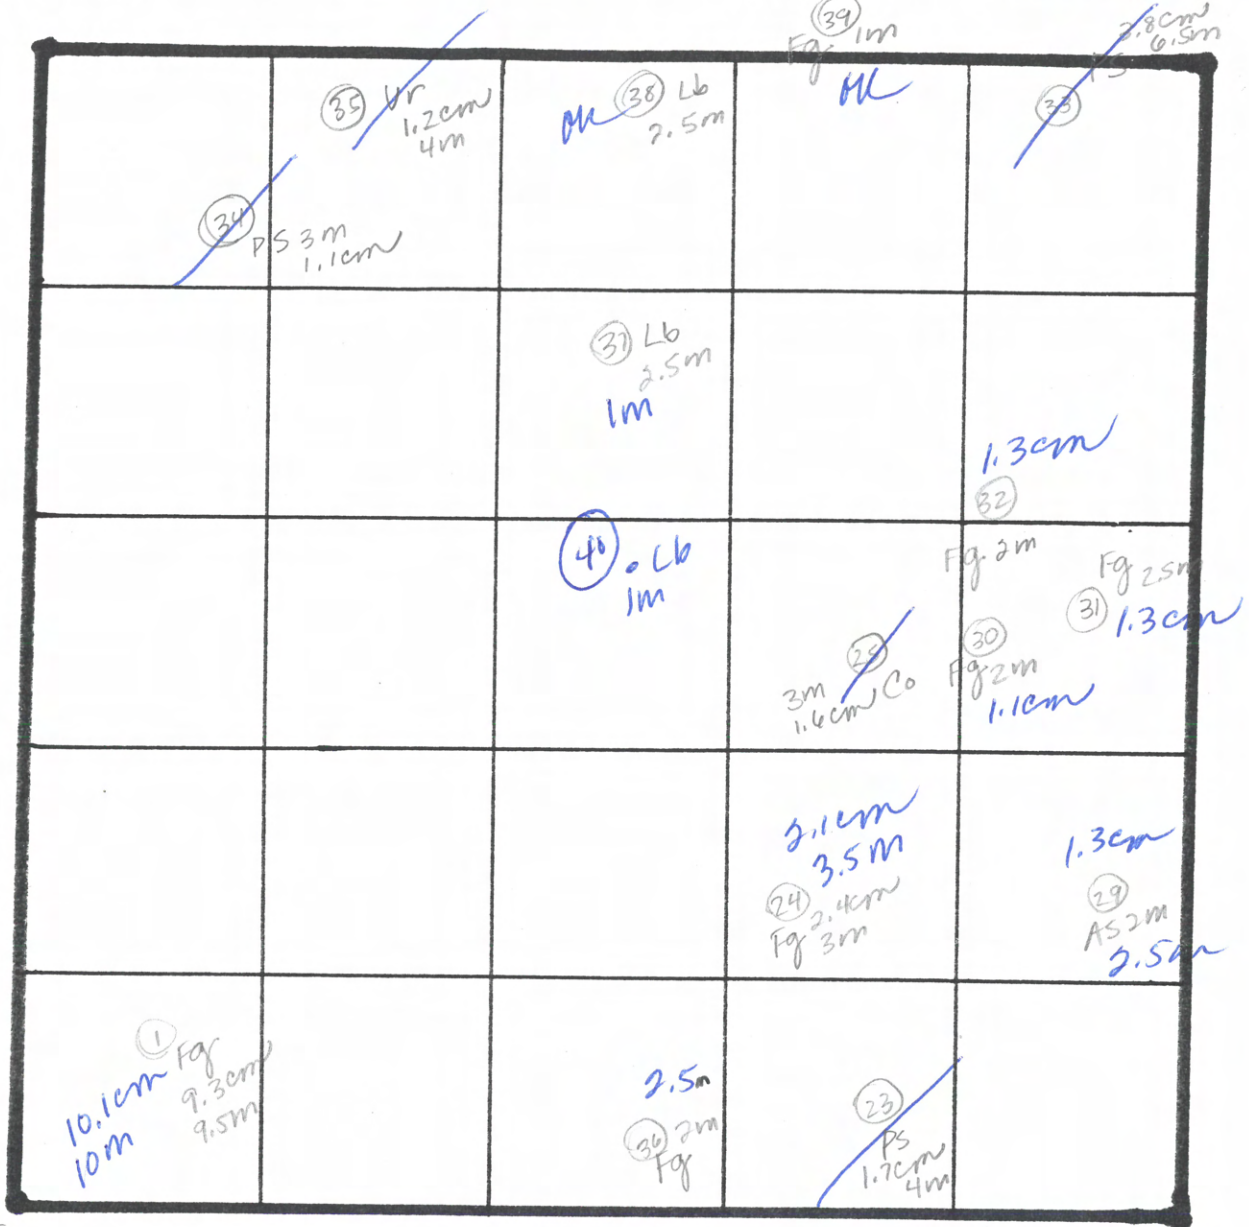 39
Fg 1m
OK
3.8cm
6.5m
PS
33
35 Ur
1.2cm
4m
OK 38 Lb
2.5m
34
PS 3m
1.1cm
37 Lb
2.5m
1m
1.3cm
32
Fg 2m
40 . Lb
1m
Fg 2.5m
31 1.3cm
25
3m
1.6cm Co
30
Fg 2m
1.1cm
2.1cm
3.5m
24 2.4cm
Fg 3m
1.3cm
29
AS 2m
2.5m
1 Fg
9.3cm
9.5m
10.1cm
10m
2.5m
36 2m
Fg
23
PS
1.7cm
4m